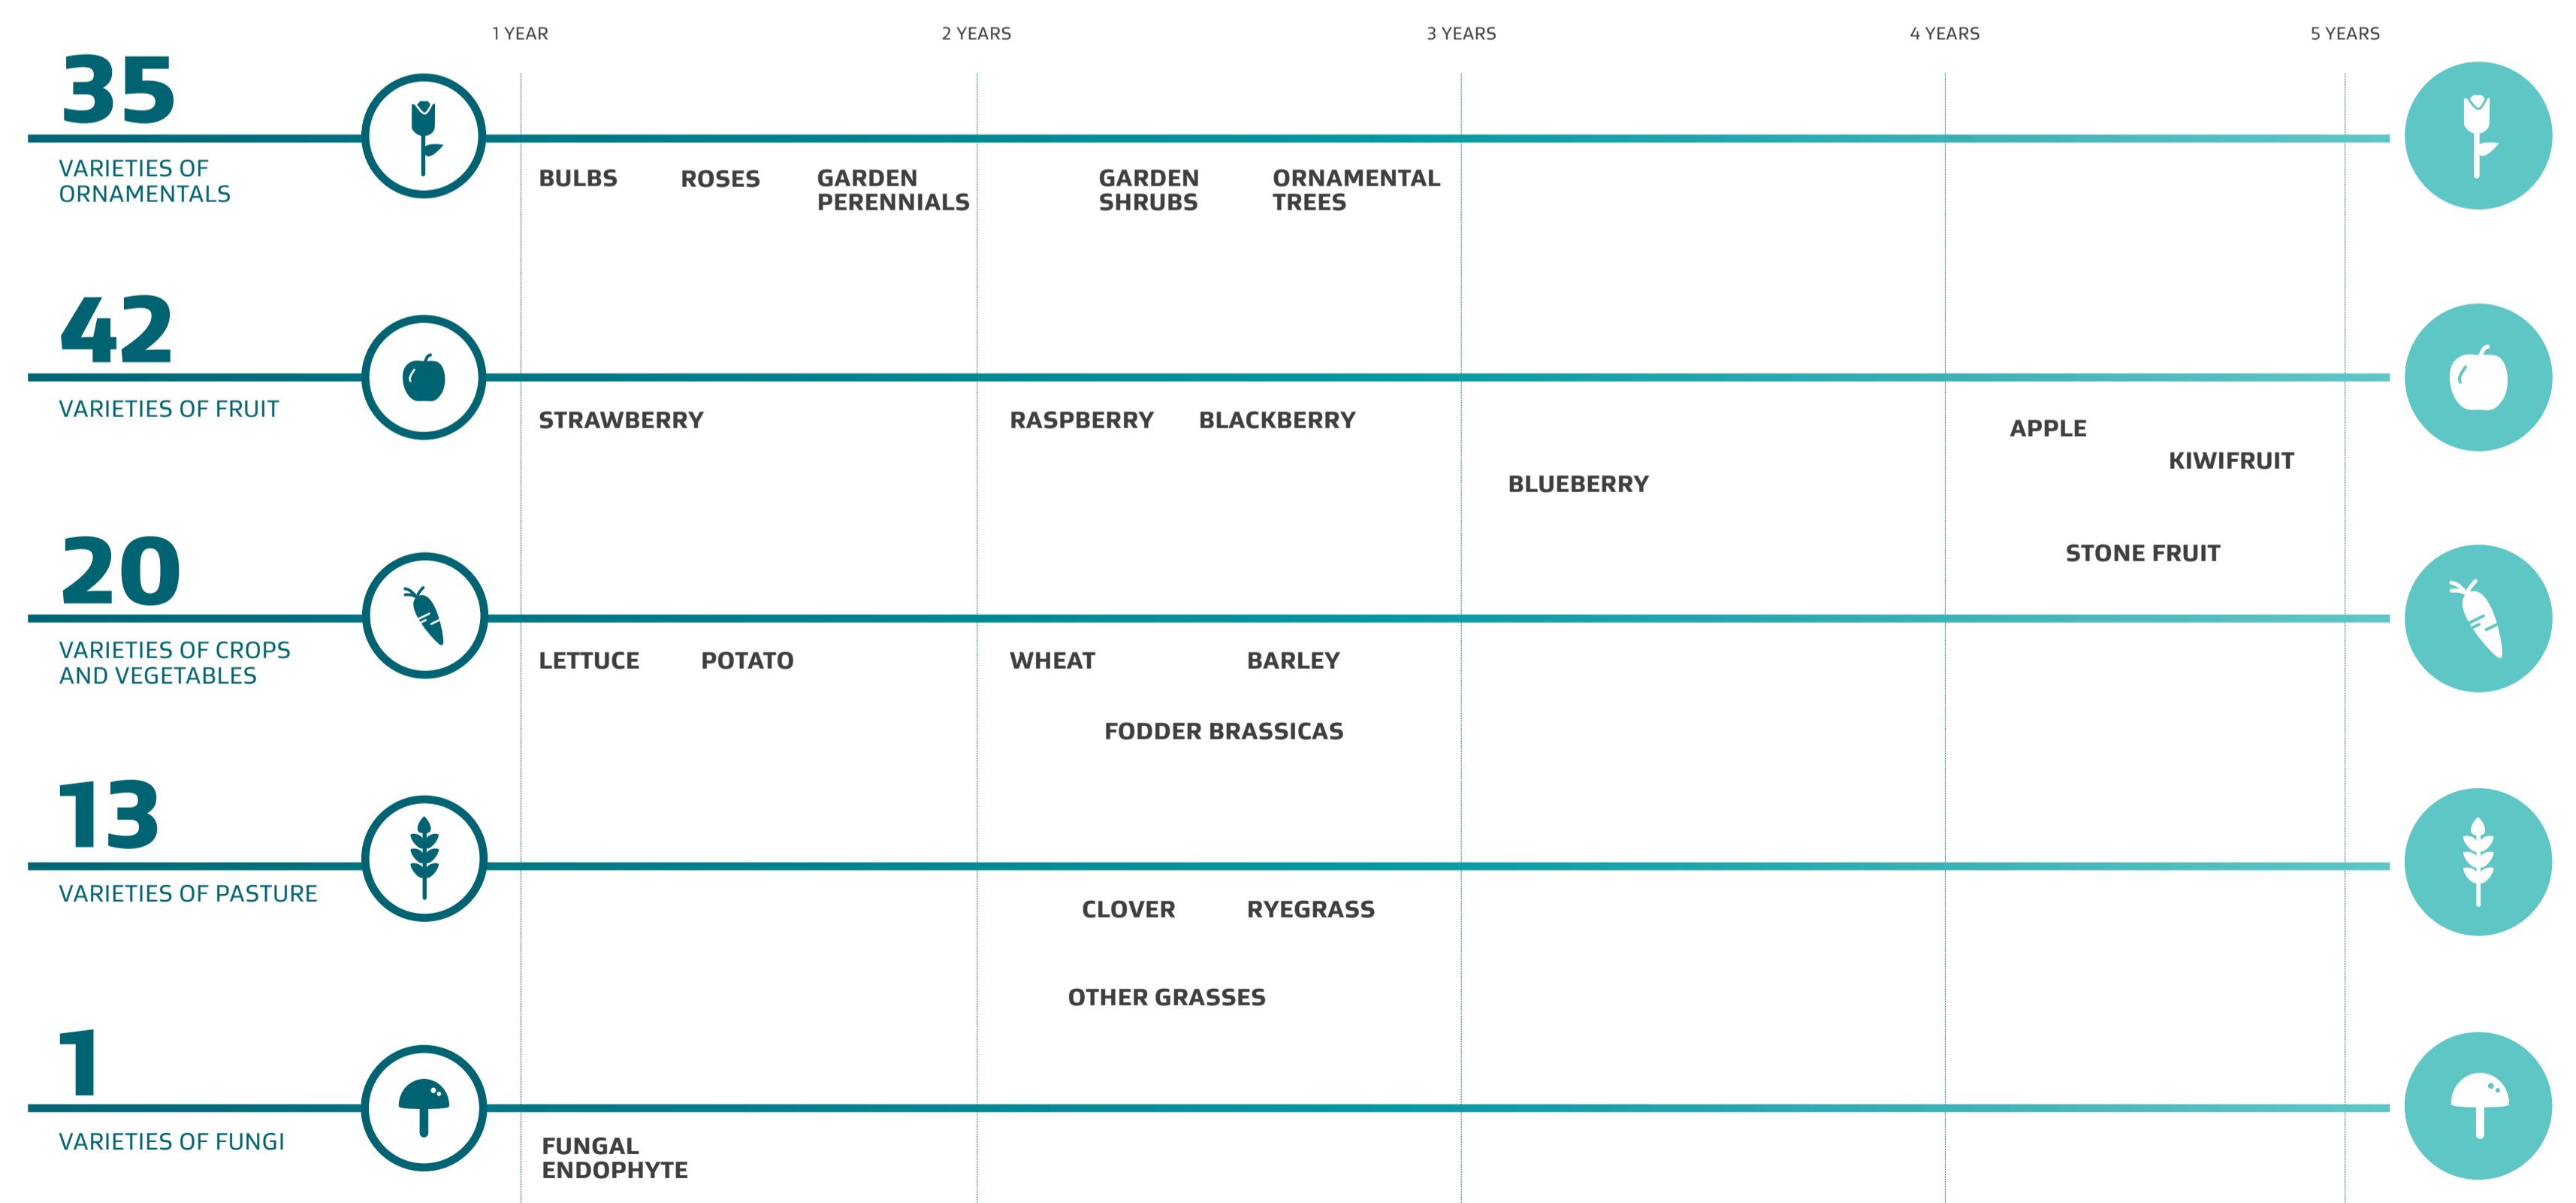 1 YEAR
2 YEARS
3 YEARS
4 YEARS
5 YEARS
35
VARIETIES OF
ORNAMENTALS
BULBS
ROSES
GARDEN
PERENNIALS
GARDEN
SHRUBS
ORNAMENTAL
TREES
42
VARIETIES OF FRUIT
STRAWBERRY
RASPBERRY
BLACKBERRY
BLUEBERRY
APPLE
KIWIFRUIT
STONE FRUIT
20
VARIETIES OF CROPS
AND VEGETABLES
LETTUCE
POTATO
WHEAT
BARLEY
FODDER BRASSICAS
13
VARIETIES OF PASTURE
CLOVER
RYEGRASS
OTHER GRASSES
1
VARIETIES OF FUNGI
FUNGAL
ENDOPHYTE